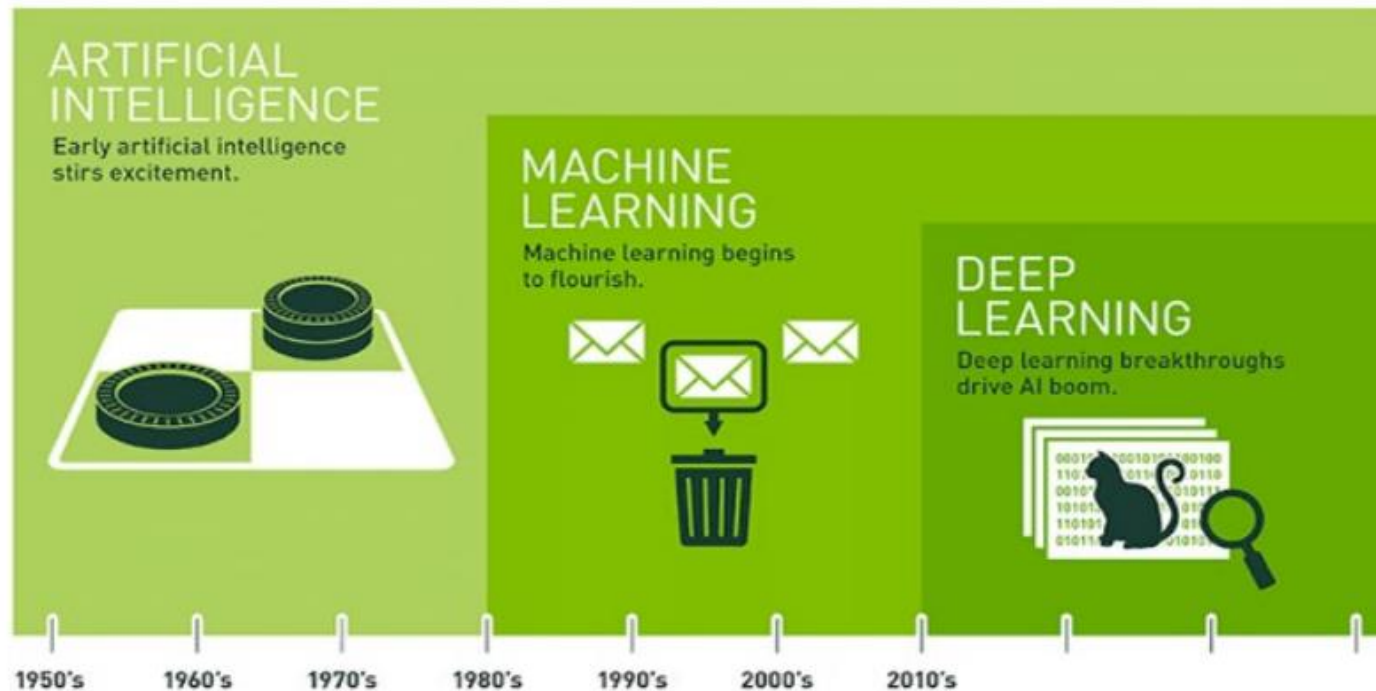 ARTIFICIAL
INTELLIGENCE
Early artificial intelligence
stirs excitement.
MACHINE
LEARNING
Machine learning begins
to flourish.
DEEP
LEARNING
Deep learning breakthroughs
drive AI boom.
1950's 1960's 1970's 1980's 1990's 2000's 2010's